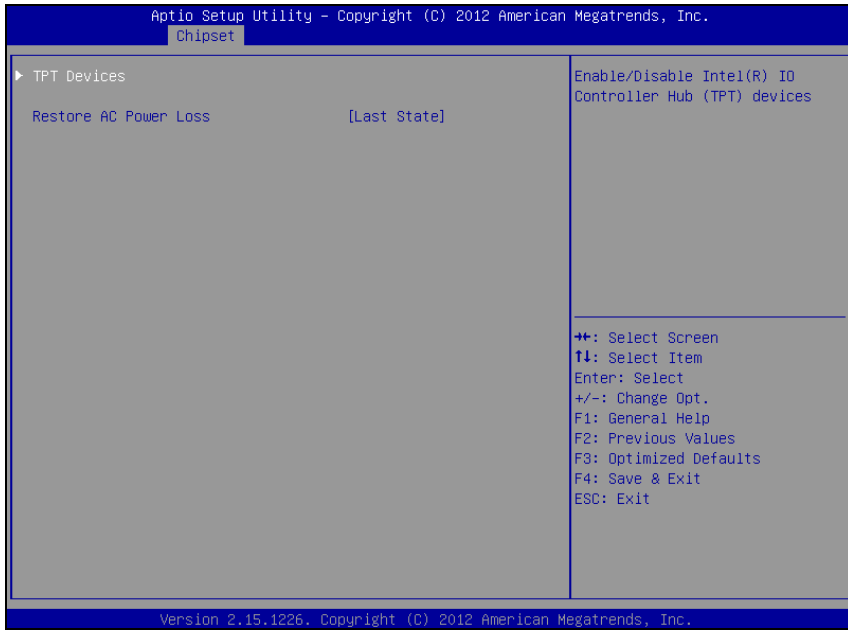 Aptio Setup Utility – Copyright (C) 2012 American Megatrends, Inc.
Chipset
▶ TPT Devices
Restore AC Power Loss [Last State]
Enable/Disable Intel(R) IO
Controller Hub (TPT) devices
→←: Select Screen
↑↓: Select Item
Enter: Select
+/-: Change Opt.
F1: General Help
F2: Previous Values
F3: Optimized Defaults
F4: Save & Exit
ESC: Exit
Version 2.15.1226. Copyright (C) 2012 American Megatrends, Inc.